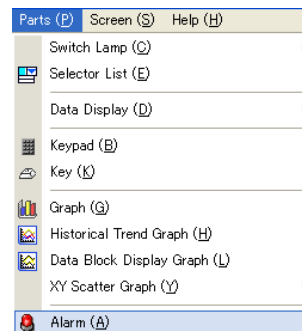 Parts (P) Screen (S) Help (H)
Switch Lamp (C)
Selector List (E)
Data Display (D)
Keypad (B)
Key (K)
Graph (G)
Historical Trend Graph (H)
Data Block Display Graph (L)
XY Scatter Graph (Y)
Alarm (A)